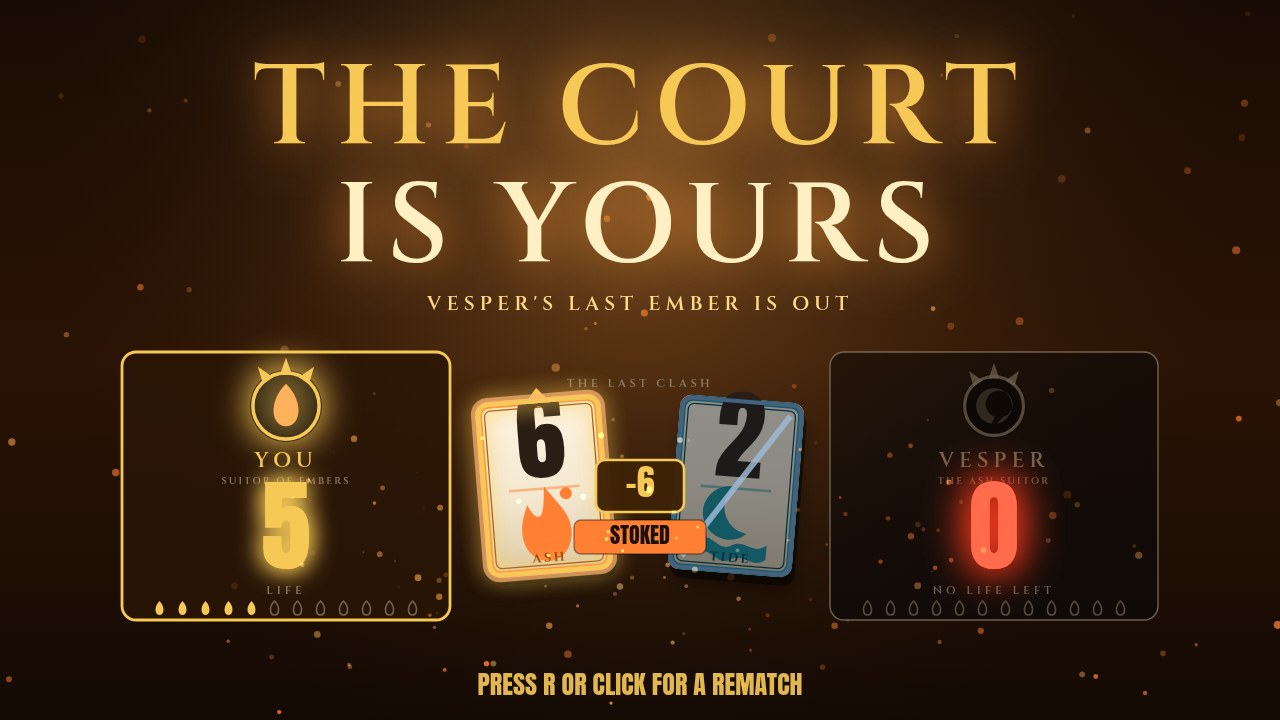 THE COURT
IS YOURS
VESPER'S LAST EMBER IS OUT
THE LAST CLASH
YOU
SUITOR OF EMBERS
5
LIFE
6
ASH
-6
STOKED
2
TIDE
VESPER
THE ASH SUITOR
0
NO LIFE LEFT
PRESS R OR CLICK FOR A REMATCH